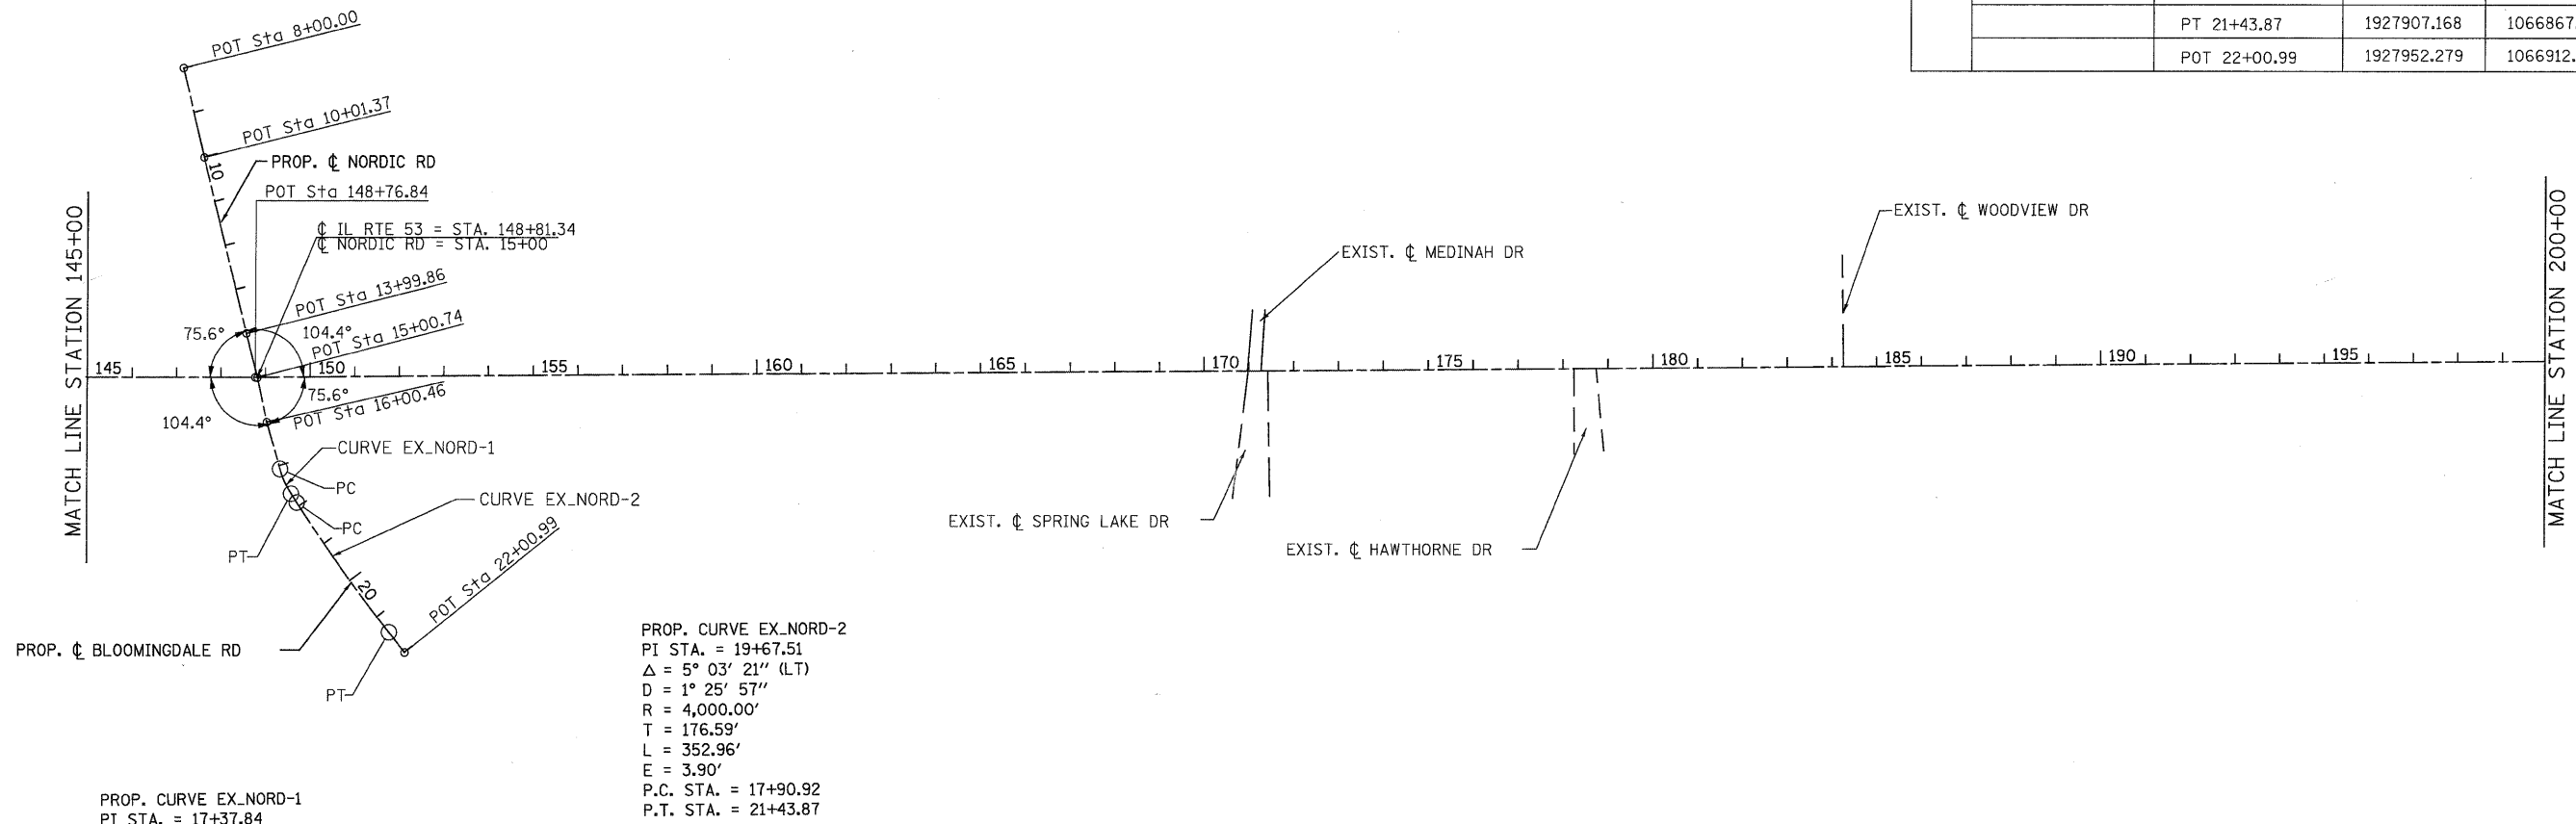 PT 21+43.87 1927907.168 1066867
POT 22+00.99 1927952.279 1066912.
POT Sta 8+00.00
POT Sta 10+01.37
10
PROP. ℄ NORDIC RD
POT Sta 148+76.84
℄ IL RTE 53 = STA. 148+81.34
℄ NORDIC RD = STA. 15+00
EXIST. ℄ WOODVIEW DR
EXIST. ℄ MEDINAH DR
MATCH LINE STATION 145+00
MATCH LINE STATION 200+00
POT Sta 13+99.86
75.6°
104.4°
POT Sta 15+00.74
145 150 155 160 165 170 175 180 185 190 195
75.6°
POT Sta 16+00.46
104.4°
CURVE EX_NORD-1
PC
CURVE EX_NORD-2
PC
PT
EXIST. ℄ SPRING LAKE DR
EXIST. ℄ HAWTHORNE DR
20
POT Sta 22+00.99
PROP. ℄ BLOOMINGDALE RD
PT
PROP. CURVE EX_NORD-2
PI STA. = 19+67.51
Δ = 5° 03' 21" (LT)
D = 1° 25' 57"
R = 4,000.00'
T = 176.59'
L = 352.96'
E = 3.90'
P.C. STA. = 17+90.92
P.T. STA. = 21+43.87
PROP. CURVE EX_NORD-1
PI STA. = 17+37.84